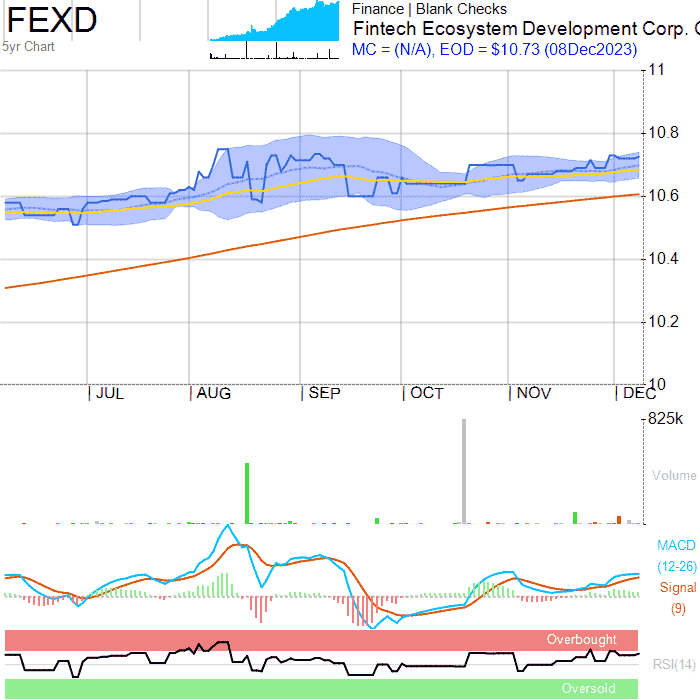 FEXD
5yr Chart
Finance | Blank Checks
Fintech Ecosystem Development Corp.
MC = (N/A), EOD = $10.73 (08Dec2023)
11
10.8
10.6
10.4
10.2
10
JUL AUG SEP OCT NOV DEC
825k
Volume
MACD
(12-26)
Signal
(9)
Overbought
RSI(14)
Oversold